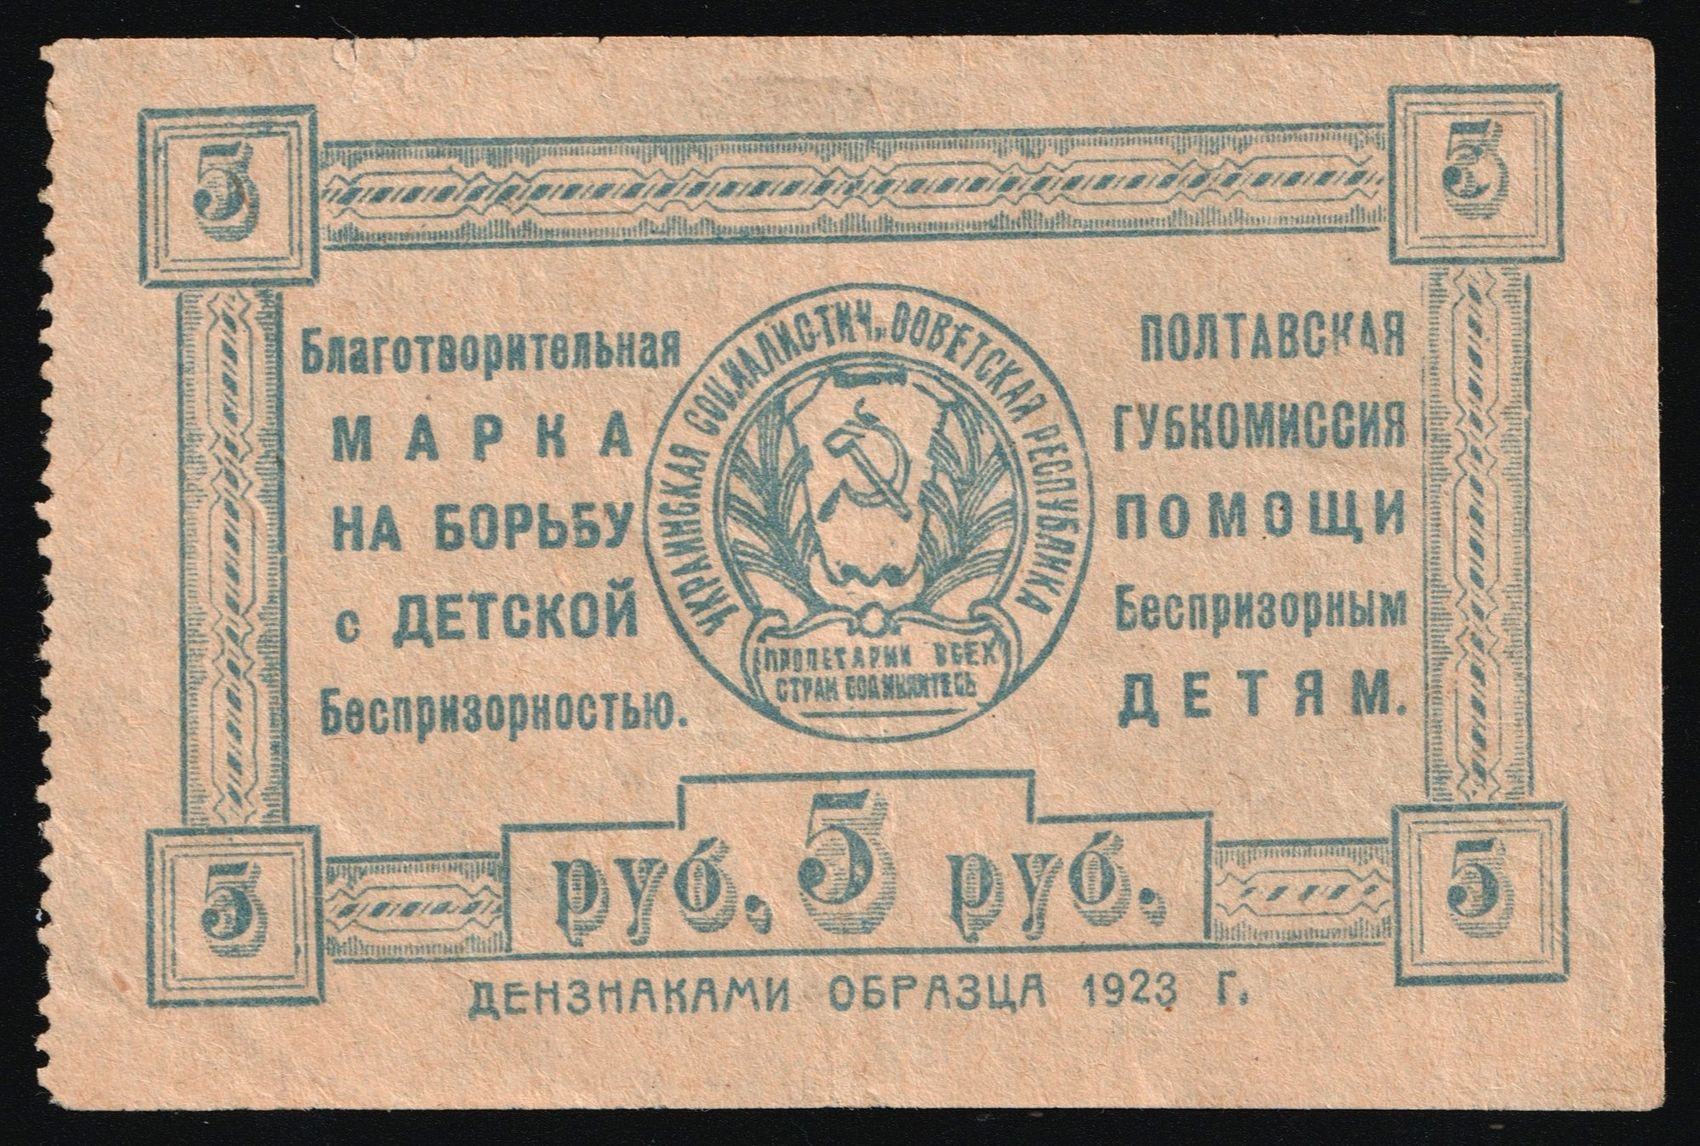 5 5
Благотворительная
МАРКА
НА БОРЬБУ
с ДЕТСКОЙ
Беспризорностью.
УКРАИНСКАЯ СОЦИАЛИСТИЧ. СОВЕТСКАЯ РЕСПУБЛИКА
ПРОЛЕТАРИИ ВСЕХ
СТРАН СОЕДИНЯЙТЕСЬ
ПОЛТАВСКАЯ
ГУБКОМИССИЯ
ПОМОЩИ
Беспризорным
ДЕТЯМ.
5 руб. 5 руб. 5
ДЕНЗНАКАМИ ОБРАЗЦА 1923 Г.